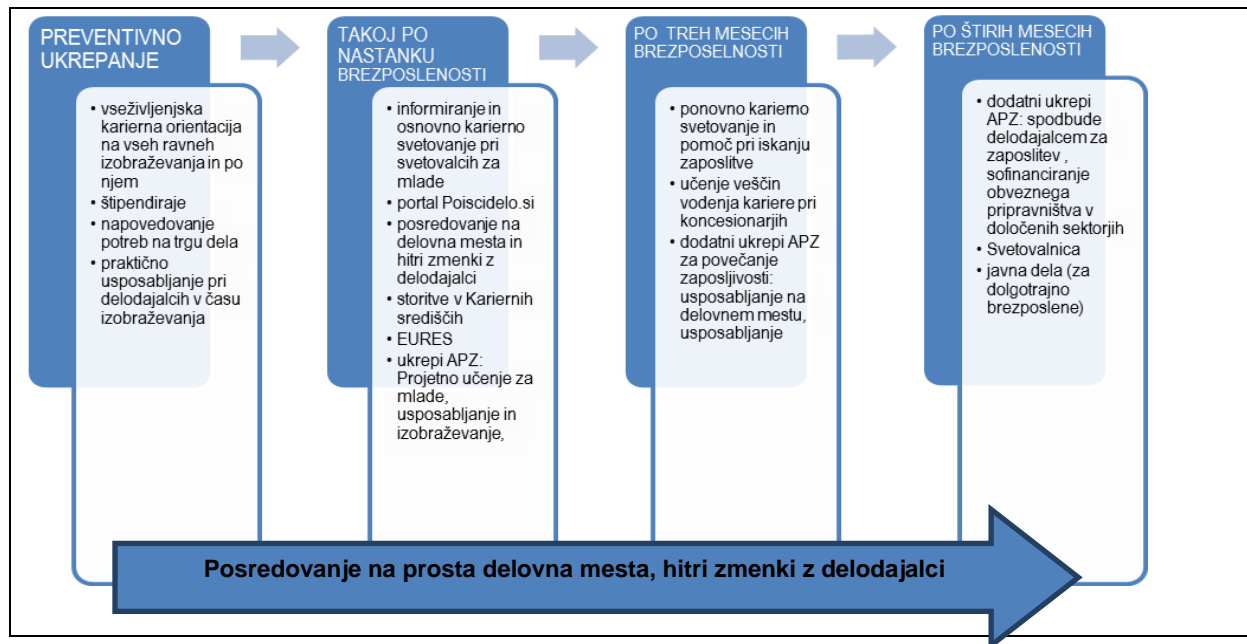 PREVENTIVNO
UKREPANJE
• vseživljenjska
karierna orientacija
na vseh ravneh
izobraževanja in po
njem
• štipendiraje
• napovedovanje
potreb na trgu dela
• praktično
usposabljanje pri
delodajalcih v času
izobraževanja
TAKOJ PO
NASTANKU
BREZPOSLENOSTI
• informiranje in
osnovno karierno
svetovanje pri
svetovalcih za
mlade
• portal Poiscidelo.si
• posredovanje na
delovna mesta in
hitri zmenki z
delodajalci
• storitve v Kariernih
središčih
• EURES
• ukrepi APZ:
Projetno učenje za
mlade,
usposabljanje in
izobraževanje,
PO TREH MESECIH
BREZPOSELNOSTI
• ponovno karierno
svetovanje in
pomoč pri iskanju
zaposlitve
• učenje veščin
vodenja kariere pri
koncesionarjih
• dodatni ukrepi APZ
za povečanje
zaposljivosti:
usposabljanje na
delovnem mestu,
usposabljanje
PO ŠTIRIH MESECIH
BREZPOSLENOSTI
• dodatni ukrepi
APZ: spodbude
delodajalcem za
zaposlitev ,
sofinanciranje
obveznega
pripravništva v
določenih sektorjih
• Svetovalnica
• javna dela (za
dolgotrajno
brezposlene)
Posredovanje na prosta delovna mesta, hitri zmenki z delodajalci